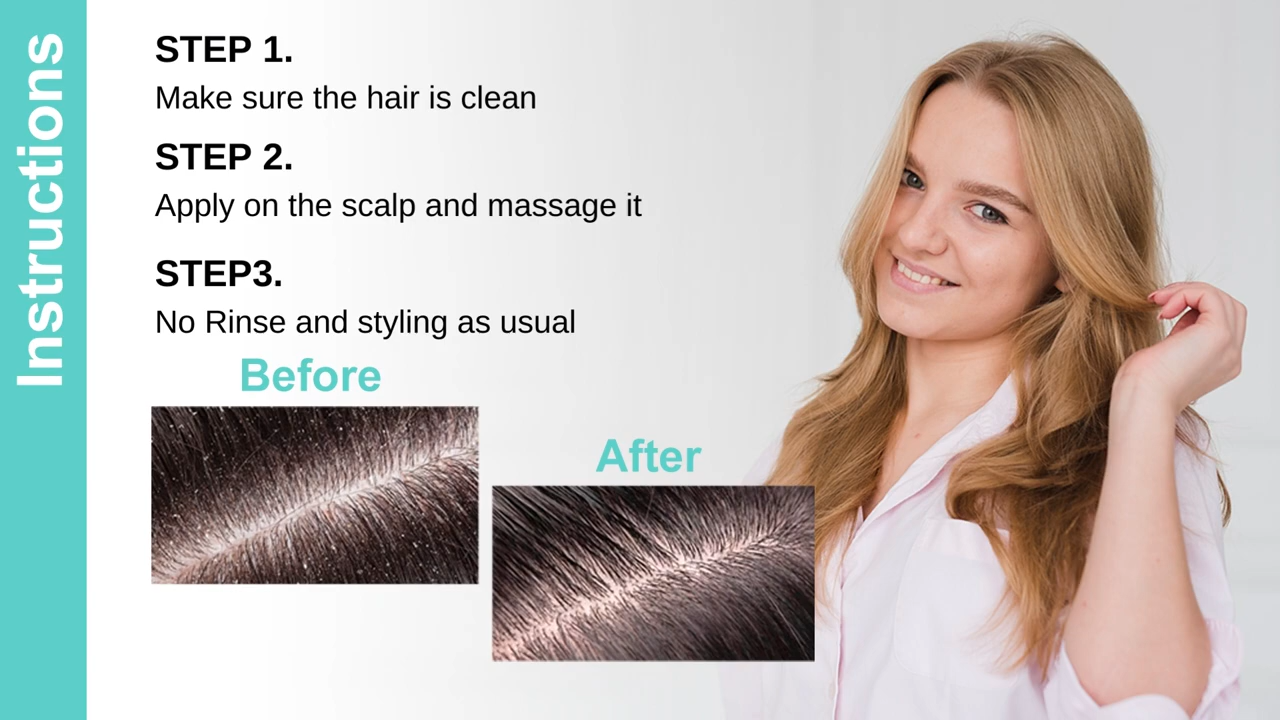 Instructions
STEP 1.
Make sure the hair is clean
STEP 2.
Apply on the scalp and massage it
STEP3.
No Rinse and styling as usual
Before
After